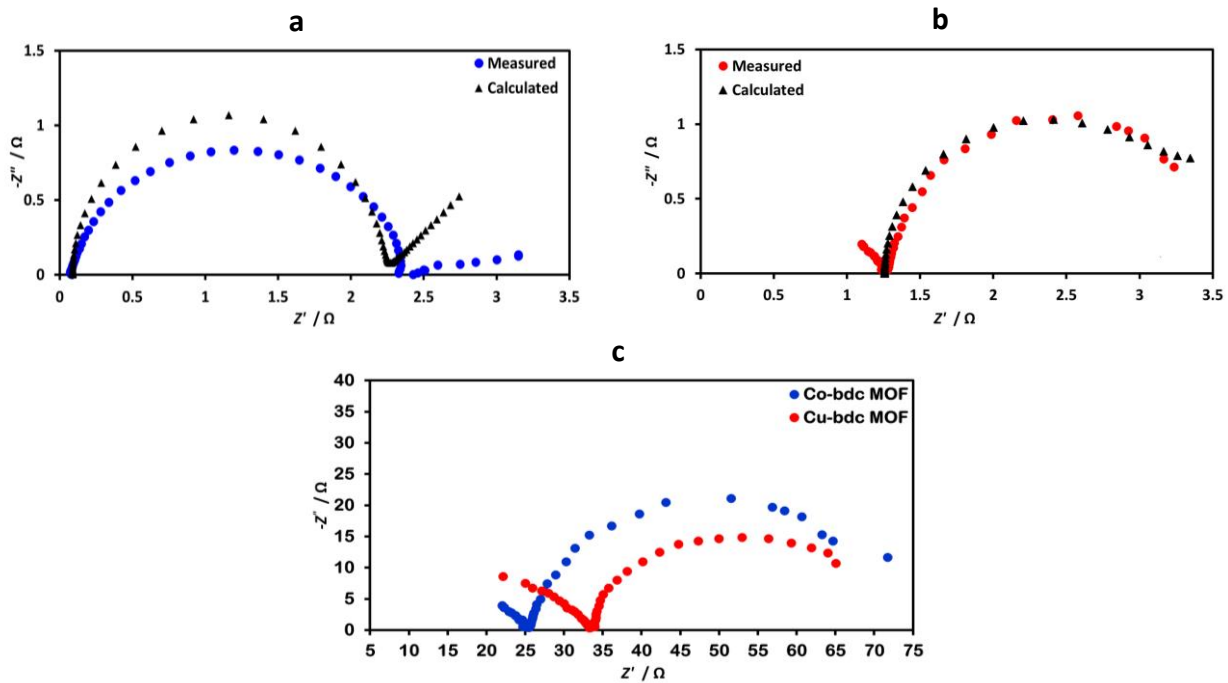 a
1.5
1
0.5
0
-Z'' / Ω
Measured
Calculated
0 0.5 1 1.5 2 2.5 3 3.5
Z' / Ω
b
1.5
1
0.5
0
-Z'' / Ω
Measured
Calculated
0 0.5 1 1.5 2 2.5 3 3.5
Z' / Ω
c
40
35
30
25
20
15
10
5
0
-Z'' / Ω
Co-bdc MOF
Cu-bdc MOF
5 10 15 20 25 30 35 40 45 50 55 60 65 70 75
Z' / Ω